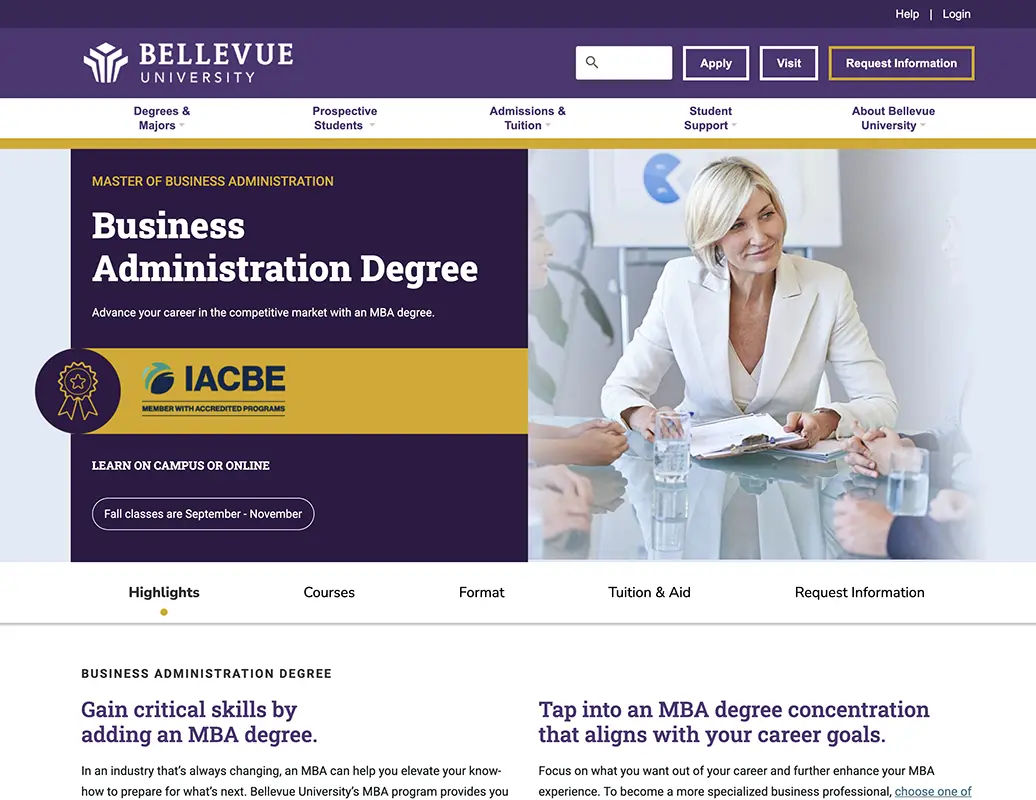 Help | Login
BELLEVUE
UNIVERSITY
Apply
Visit
Request Information
Degrees &
Majors
Prospective
Students
Admissions &
Tuition
Student
Support
About Bellevue
University
MASTER OF BUSINESS ADMINISTRATION
Business
Administration Degree
Advance your career in the competitive market with an MBA degree.
IACBE
MEMBER WITH ACCREDITED PROGRAMS
LEARN ON CAMPUS OR ONLINE
Fall classes are September - November
Highlights
Courses
Format
Tuition & Aid
Request Information
BUSINESS ADMINISTRATION DEGREE
Gain critical skills by
adding an MBA degree.
In an industry that’s always changing, an MBA can help you elevate your know-
how to prepare for what’s next. Bellevue University’s MBA program provides you
Tap into an MBA degree concentration
that aligns with your career goals.
Focus on what you want out of your career and further enhance your MBA
experience. To become a more specialized business professional, choose one of